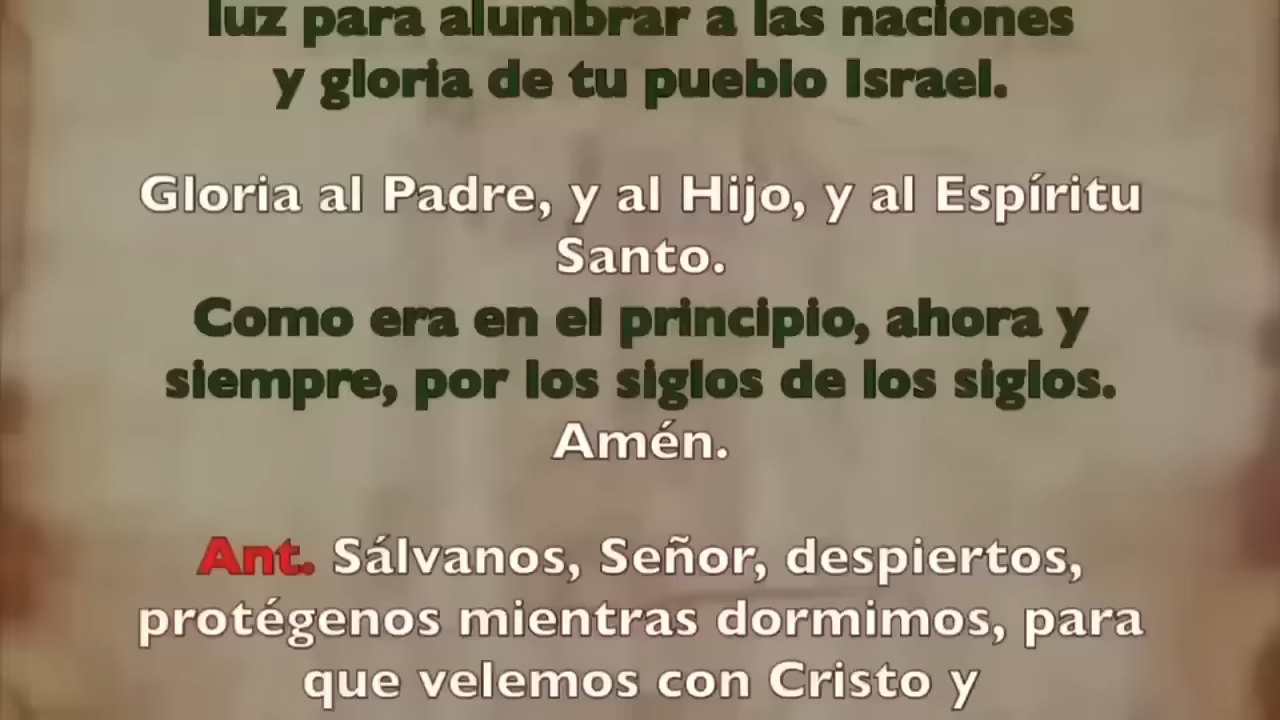 luz para alumbrar a las naciones
y gloria de tu pueblo Israel.
Gloria al Padre, y al Hijo, y al Espíritu
Santo.
Como era en el principio, ahora y
siempre, por los siglos de los siglos.
Amén.
Ant. Sálvanos, Señor, despiertos,
protégenos mientras dormimos, para
que velemos con Cristo y